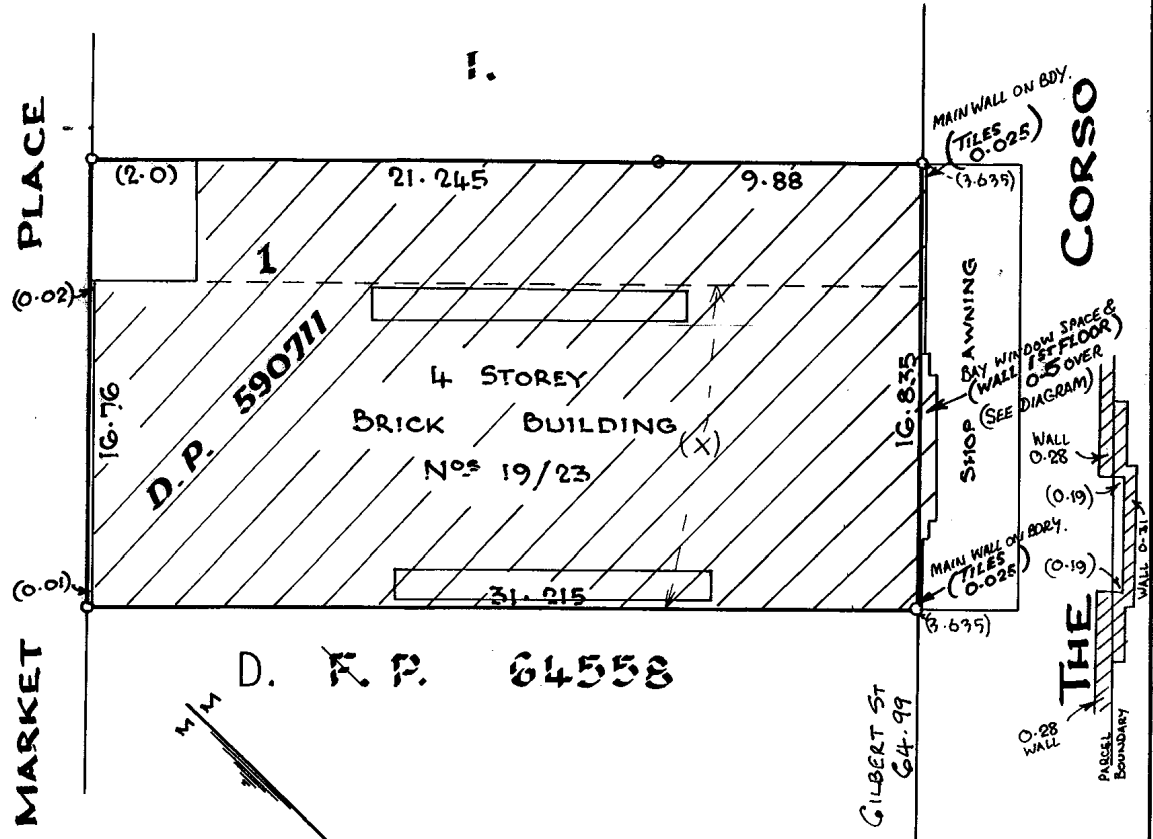 PLACE
MARKET
THE
CORSO
MAIN WALL ON BDY.
(TILES
0.025)
(3.635)
(2.0)
21.245
9.88
1
D.P. 590711
(0.02)
16.76
(0.01)
4 STOREY
BRICK BUILDING
Nos 19/23
(X)
16.835
SHOP AWNING
BAY WINDOW SPACE &
(WALL 1ST FLOOR)
0.5 OVER
(SEE DIAGRAM)
WALL
0.28
(0.19)
(0.19)
WALL 0.31
MAIN WALL ON BDRY.
(TILES
0.025)
31.215
(3.635)
D. F. P. 64558
GILBERT ST
64.99
0.28
WALL
PARCEL
BOUNDARY